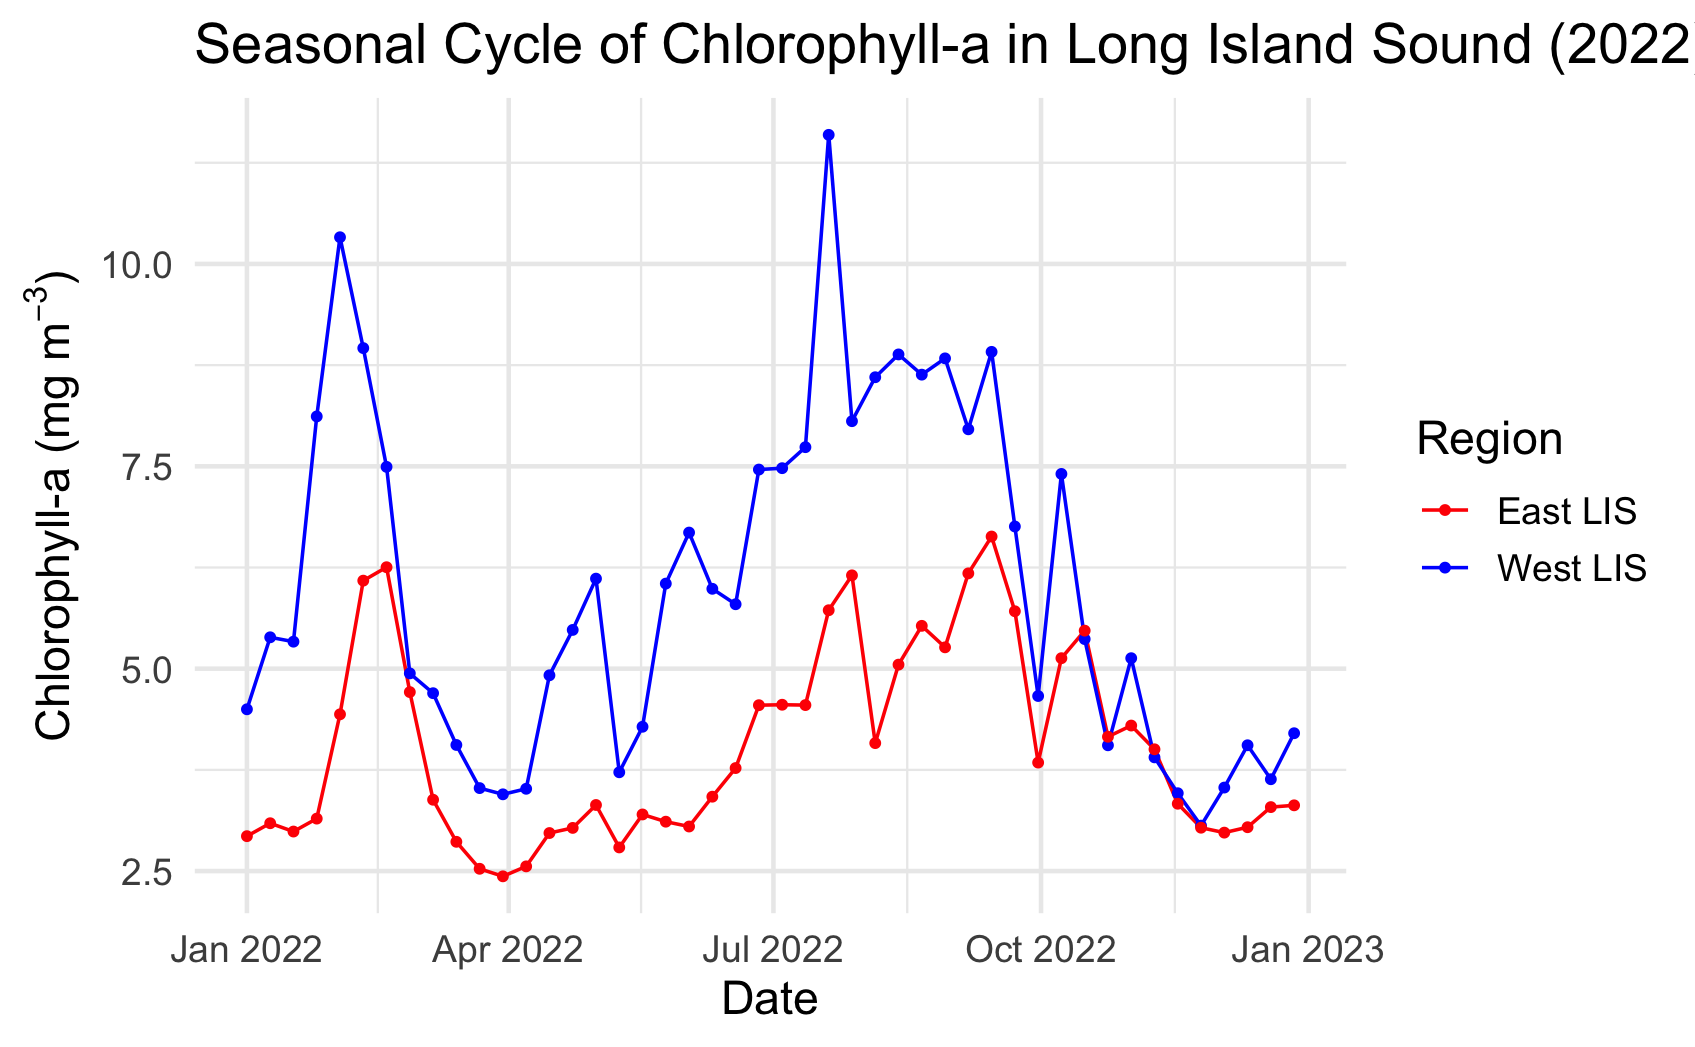 Seasonal Cycle of Chlorophyll-a in Long Island Sound (2022)
Chlorophyll-a (mg m⁻³)
10.0
7.5
5.0
2.5
Jan 2022 Apr 2022 Jul 2022 Oct 2022 Jan 2023
Date
Region
East LIS
West LIS